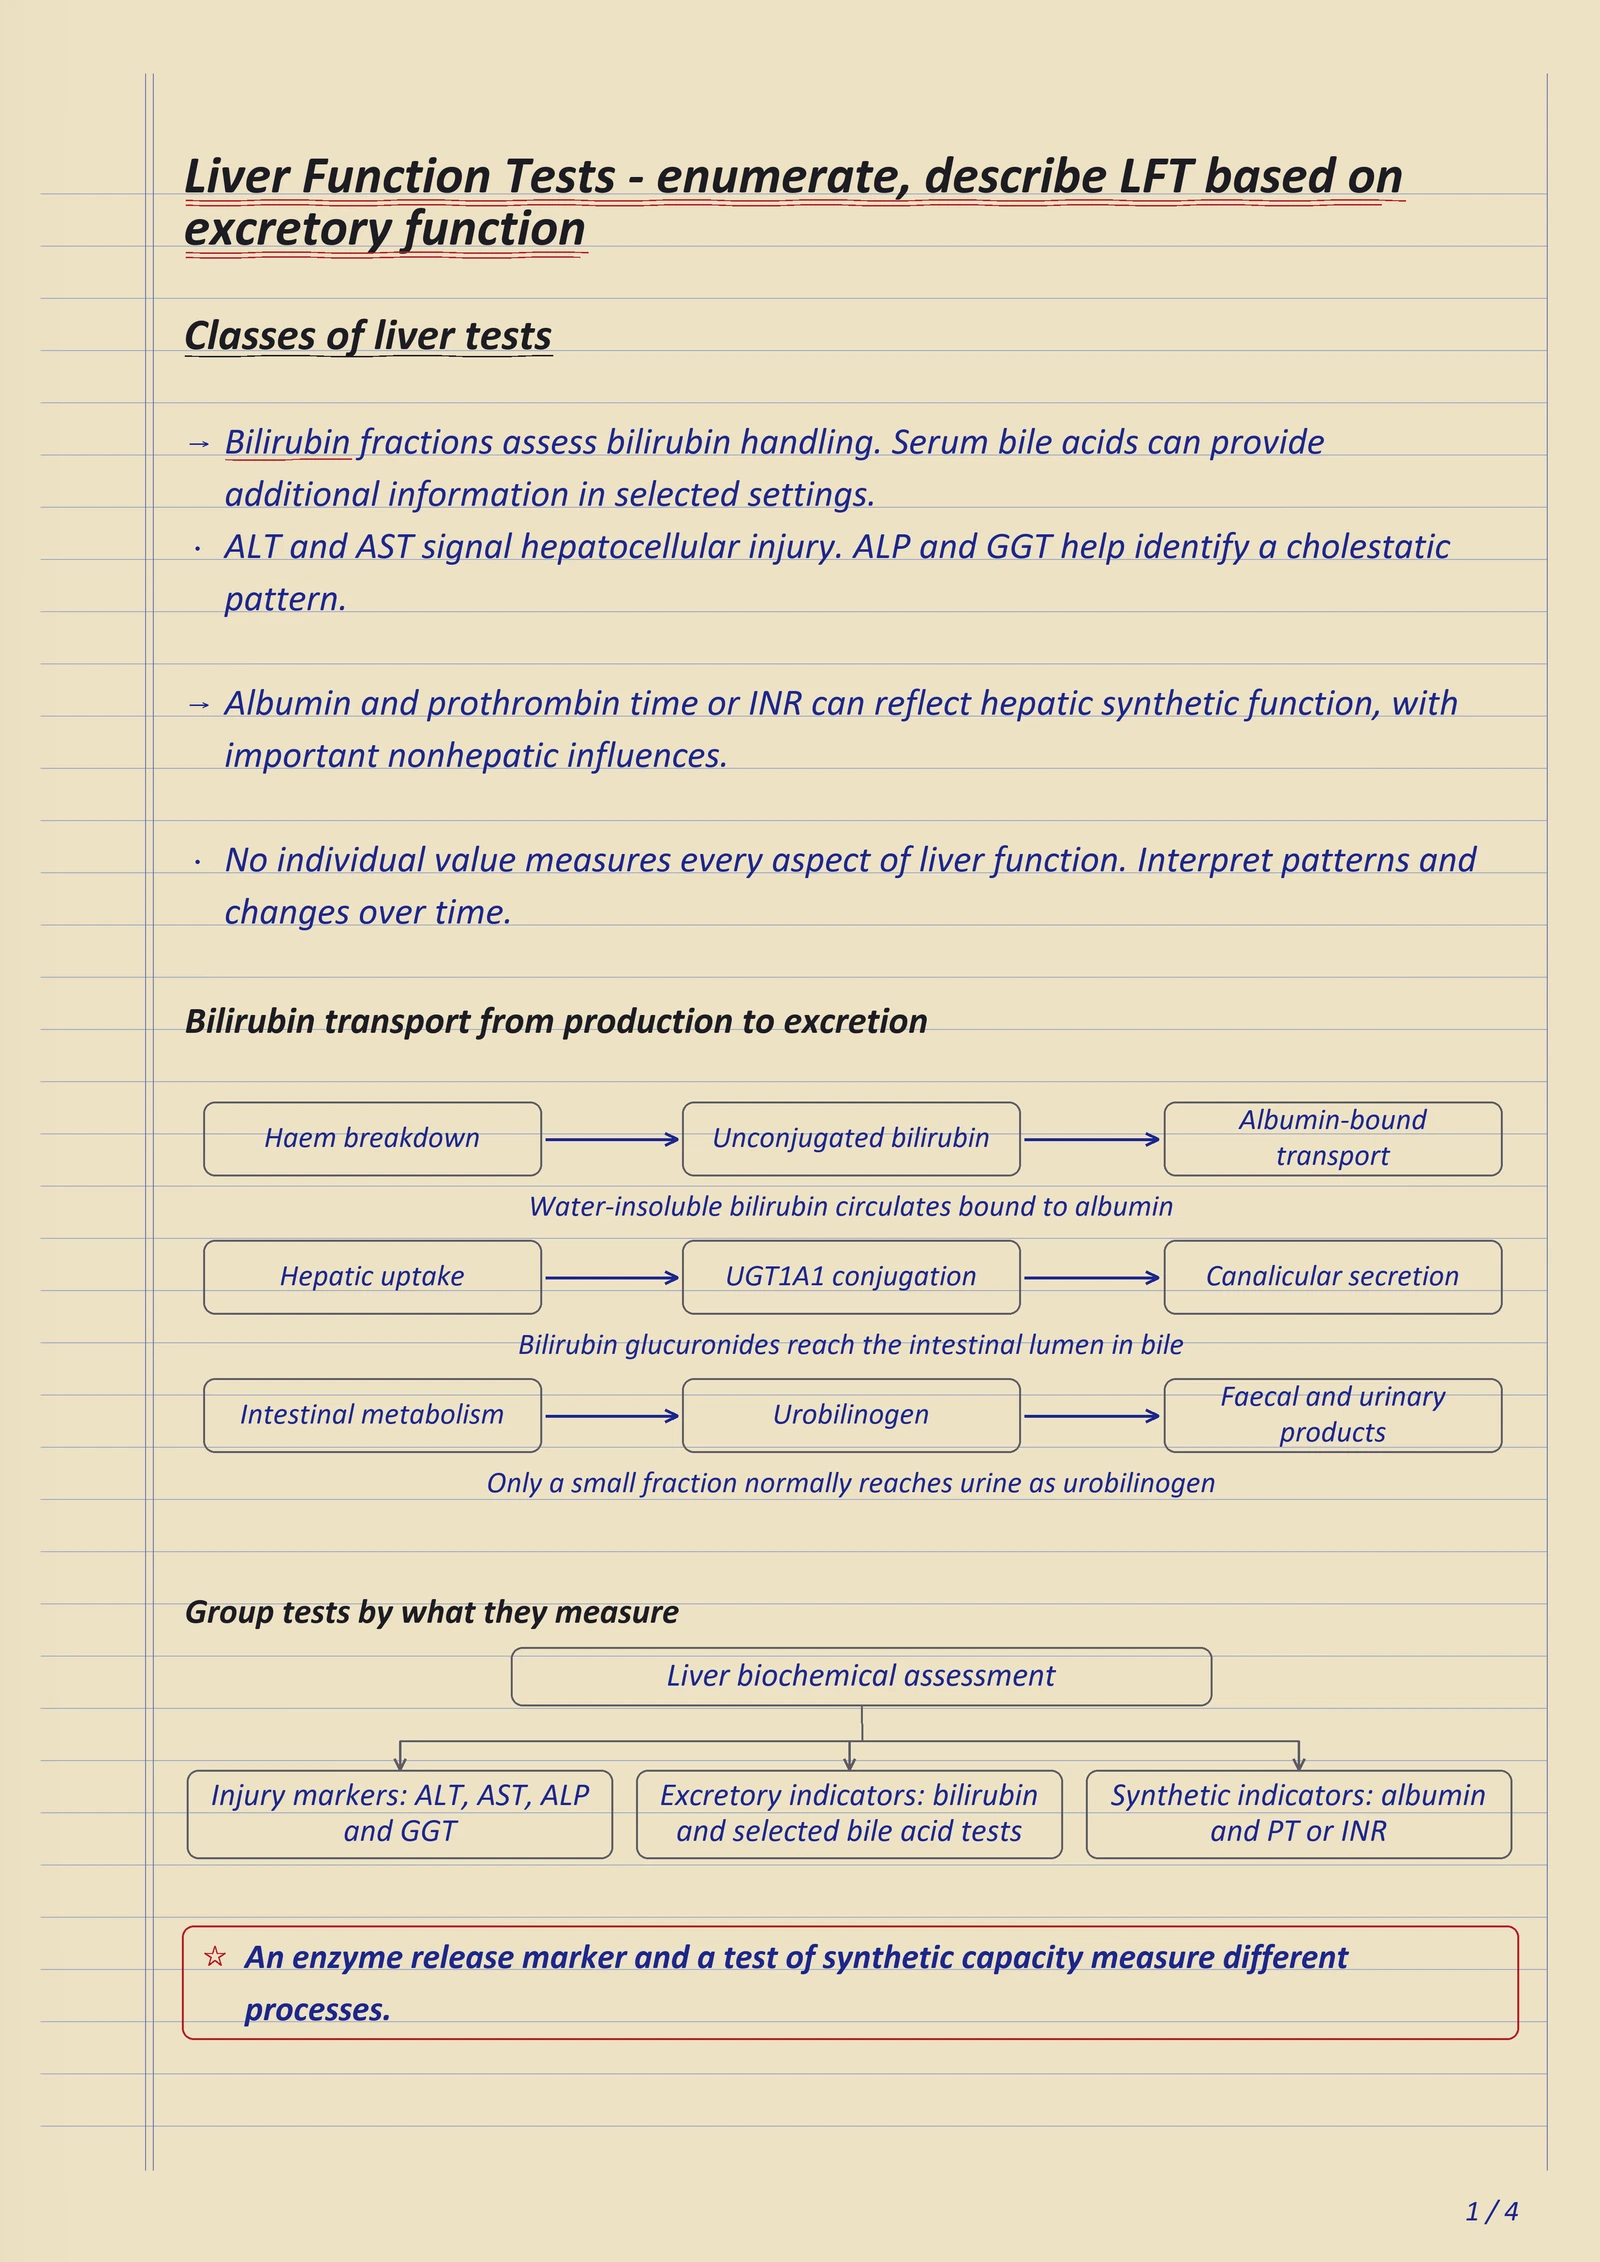 Liver Function Tests - enumerate, describe LFT based on
excretory function
Classes of liver tests
→ Bilirubin fractions assess bilirubin handling. Serum bile acids can provide
additional information in selected settings.
· ALT and AST signal hepatocellular injury. ALP and GGT help identify a cholestatic
pattern.
→ Albumin and prothrombin time or INR can reflect hepatic synthetic function, with
important nonhepatic influences.
· No individual value measures every aspect of liver function. Interpret patterns and
changes over time.
Bilirubin transport from production to excretion
Haem breakdown
Unconjugated bilirubin
Albumin-bound
transport
Water-insoluble bilirubin circulates bound to albumin
Hepatic uptake
UGT1A1 conjugation
Canalicular secretion
Bilirubin glucuronides reach the intestinal lumen in bile
Intestinal metabolism
Urobilinogen
Faecal and urinary
products
Only a small fraction normally reaches urine as urobilinogen
Group tests by what they measure
Liver biochemical assessment
Injury markers: ALT, AST, ALP
and GGT
Excretory indicators: bilirubin
and selected bile acid tests
Synthetic indicators: albumin
and PT or INR
☆ An enzyme release marker and a test of synthetic capacity measure different
processes.
1 / 4